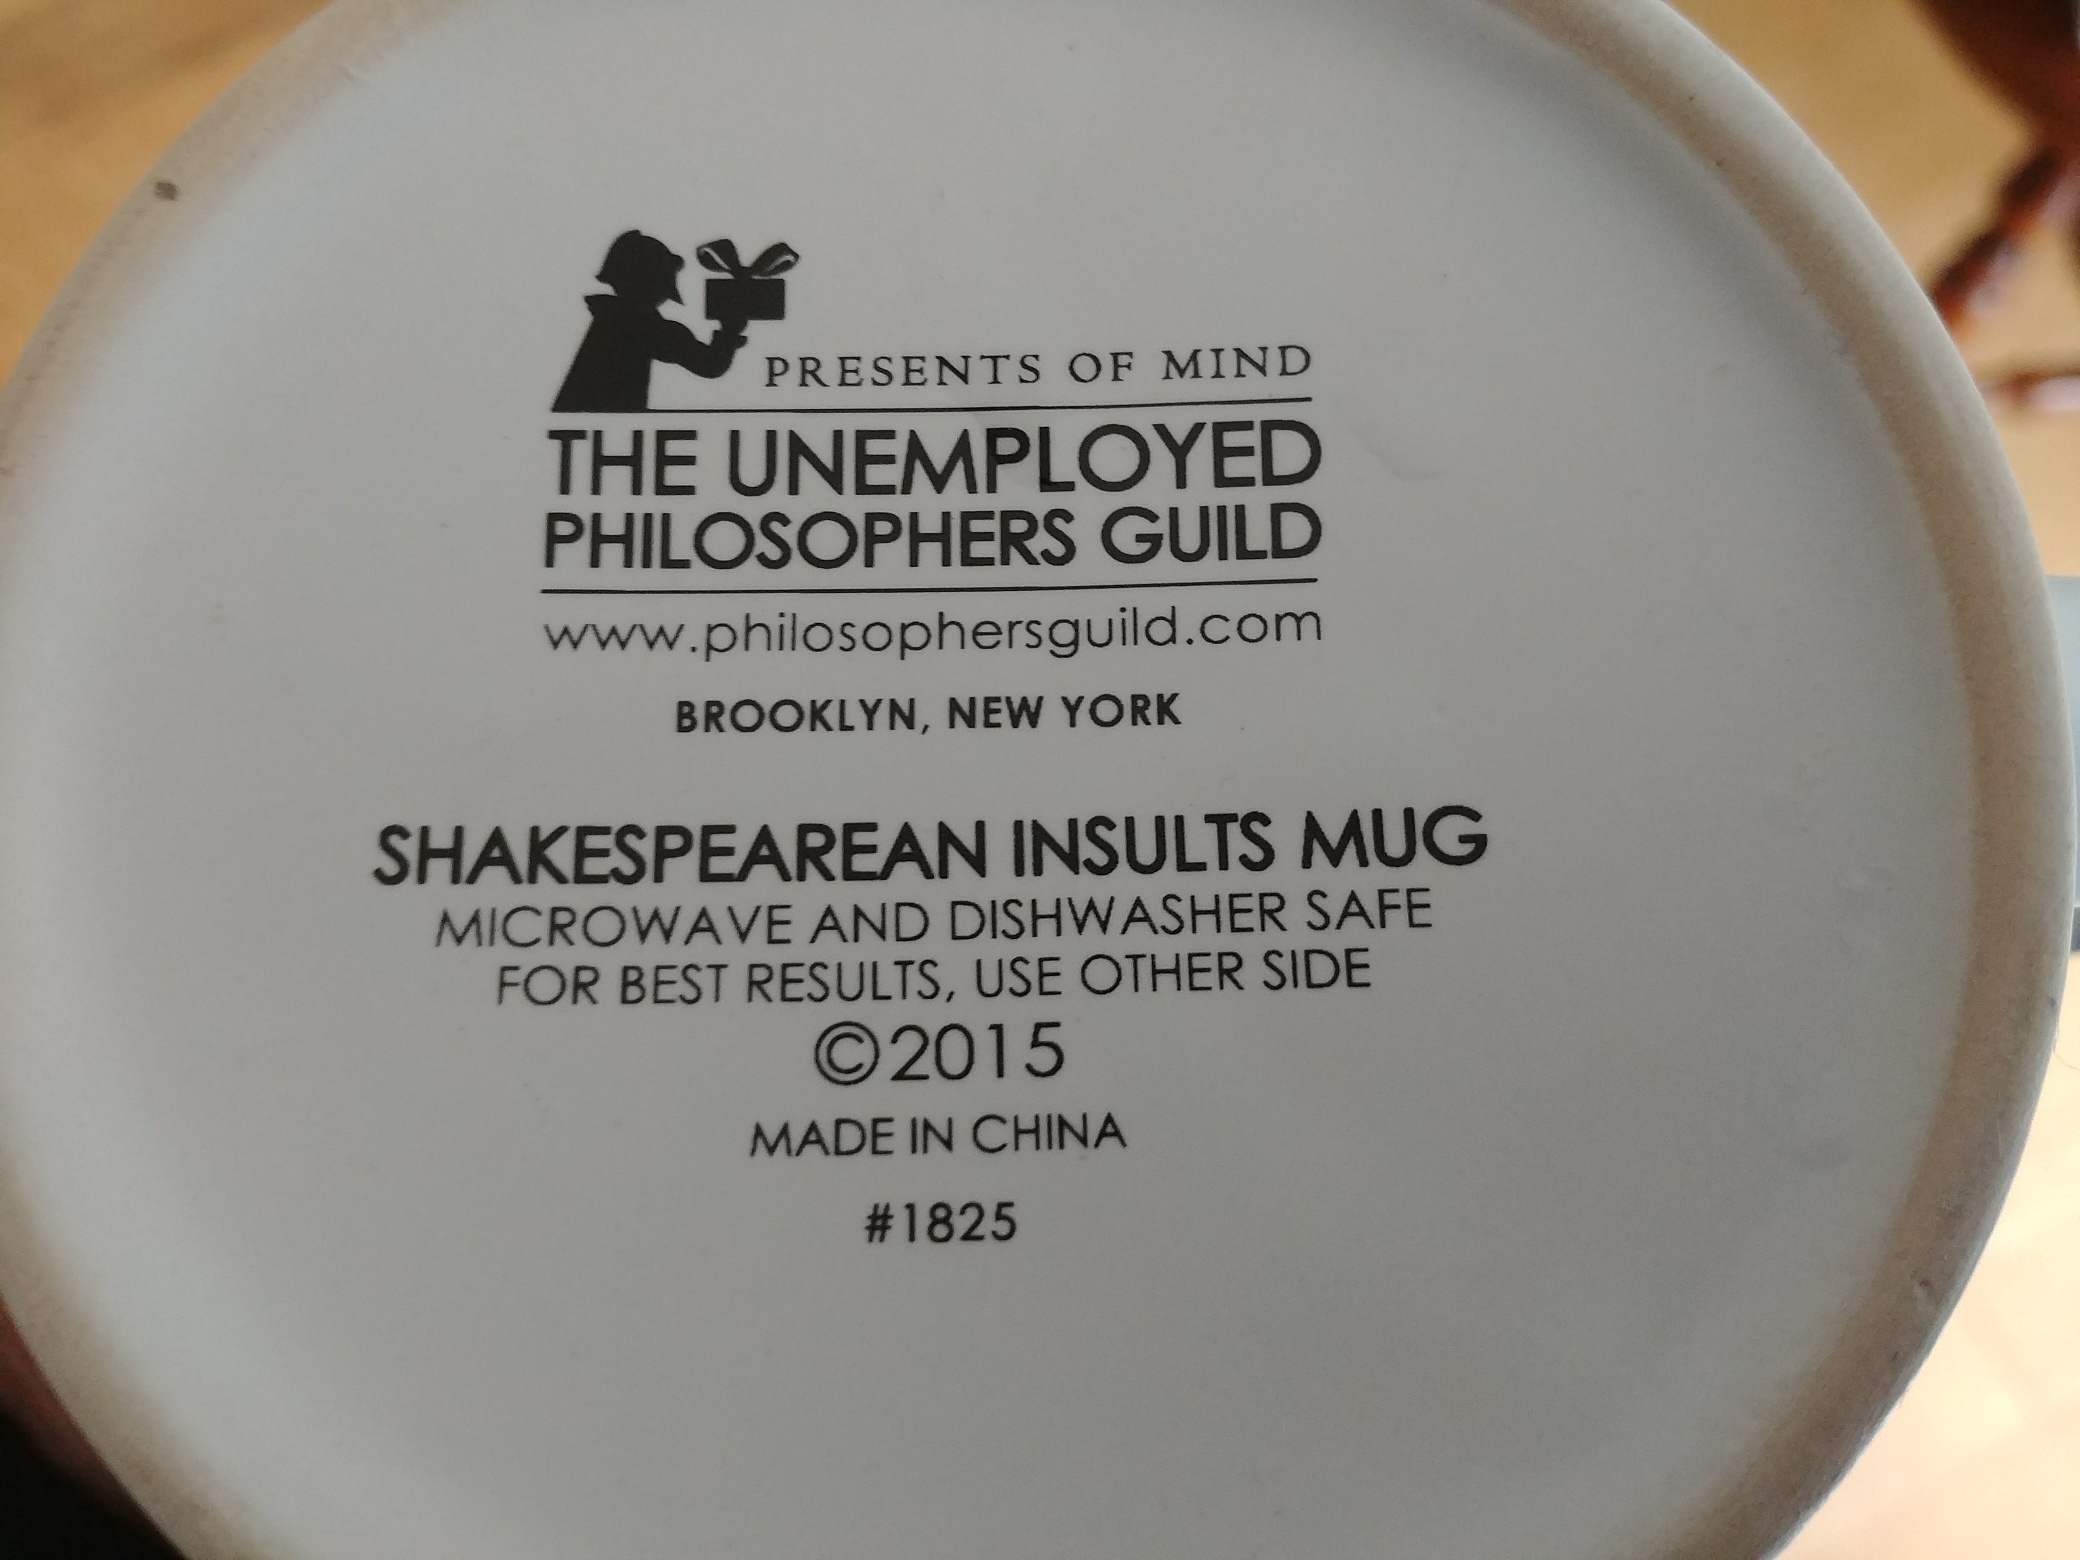 PRESENTS OF MIND
THE UNEMPLOYED
PHILOSOPHERS GUILD
www.philosophersguild.com
BROOKLYN, NEW YORK
SHAKESPEAREAN INSULTS MUG
MICROWAVE AND DISHWASHER SAFE
FOR BEST RESULTS, USE OTHER SIDE
©2015
MADE IN CHINA
#1825